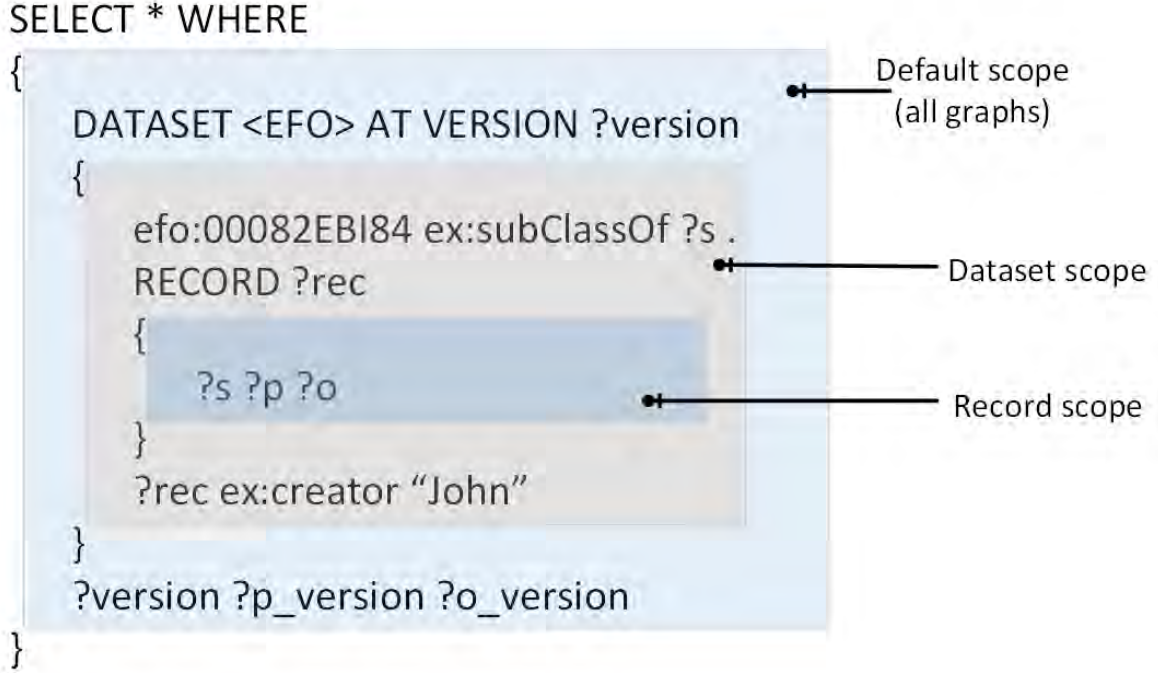 SELECT * WHERE
{
Default scope
(all graphs)
DATASET <EFO> AT VERSION ?version
{
efo:00082EBI84 ex:subClassOf ?s .
RECORD ?rec
Dataset scope
{
?s ?p ?o
Record scope
}
?rec ex:creator “John”
}
?version ?p_version ?o_version
}